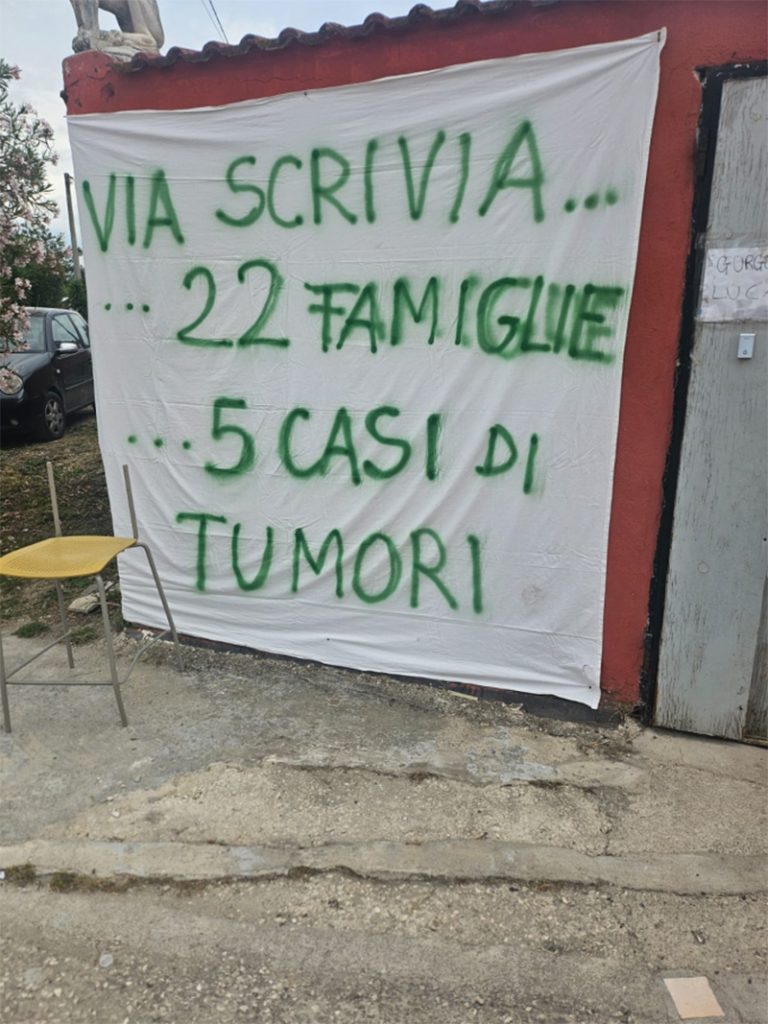 VIA SCRIVIA...
...22 FAMIGLIE
...5 CASI DI
TUMORI